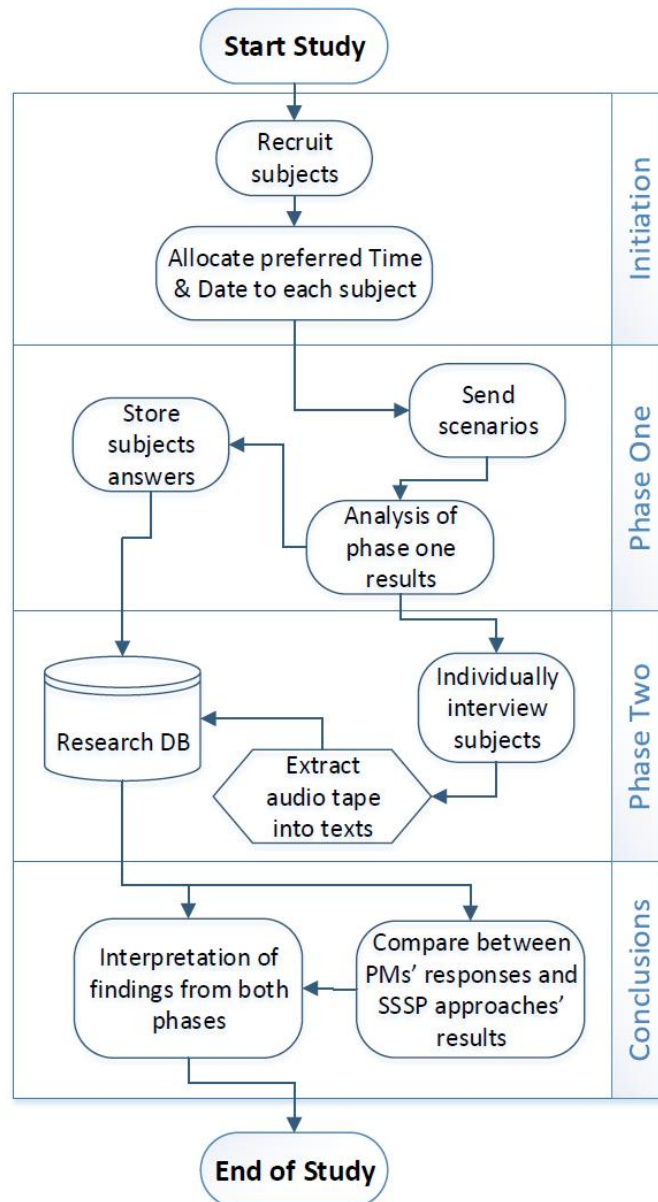 Start Study
Initiation
Recruit
subjects
Allocate preferred Time
& Date to each subject
Phase One
Send
scenarios
Store
subjects
answers
Analysis of
phase one
results
Phase Two
Individually
interview
subjects
Research DB
Extract
audio tape
into texts
Conclusions
Interpretation of
findings from both
phases
Compare between
PMs’ responses and
SSSP approaches’
results
End of Study